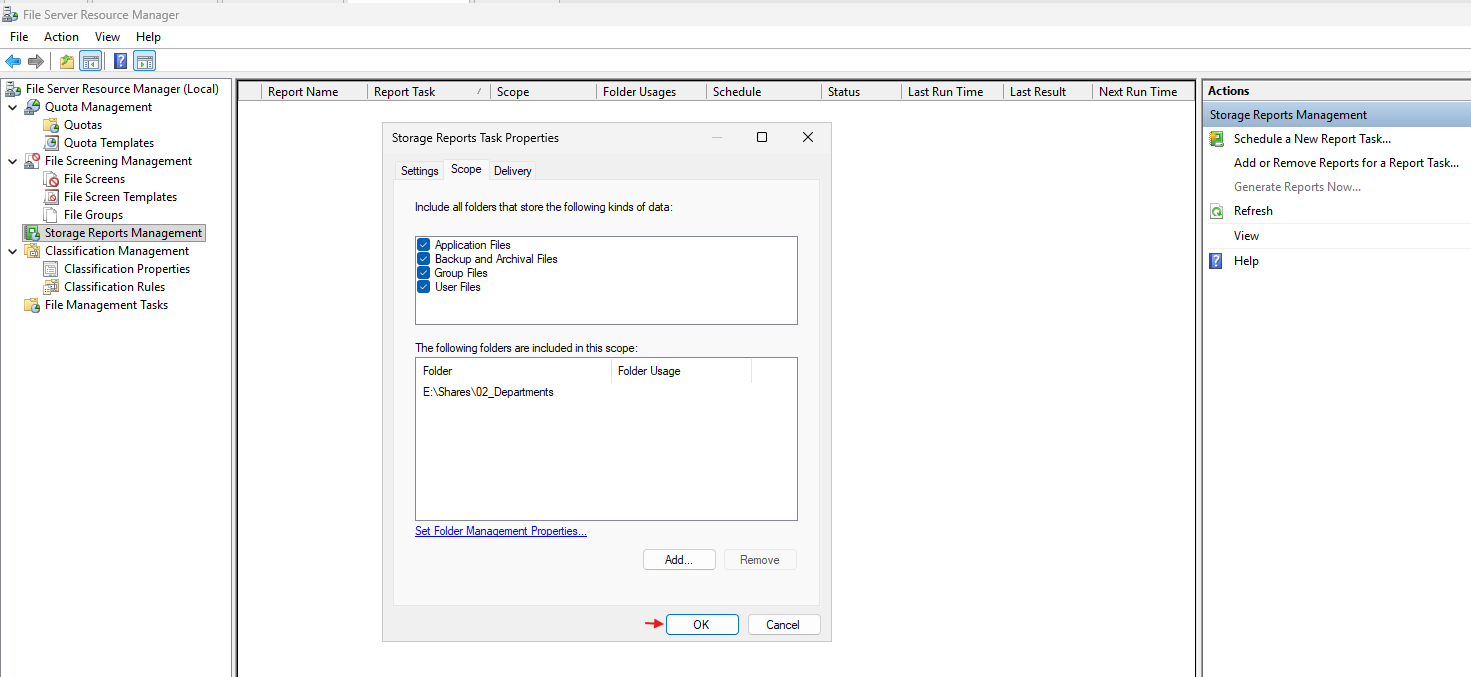 File Server Resource Manager
File Action View Help
File Server Resource Manager (Local)
Quota Management
Quotas
Quota Templates
File Screening Management
File Screens
File Screen Templates
File Groups
Storage Reports Management
Classification Management
Classification Properties
Classification Rules
File Management Tasks
Report Name Report Task / Scope Folder Usages Schedule Status Last Run Time Last Result Next Run Time
Storage Reports Task Properties
Settings Scope Delivery
Include all folders that store the following kinds of data:
Application Files
Backup and Archival Files
Group Files
User Files
The following folders are included in this scope:
Folder Folder Usage
E:\Shares\02_Departments
Set Folder Management Properties...
Add... Remove
OK Cancel
Actions
Storage Reports Management
Schedule a New Report Task...
Add or Remove Reports for a Report Task...
Generate Reports Now...
Refresh
View
Help